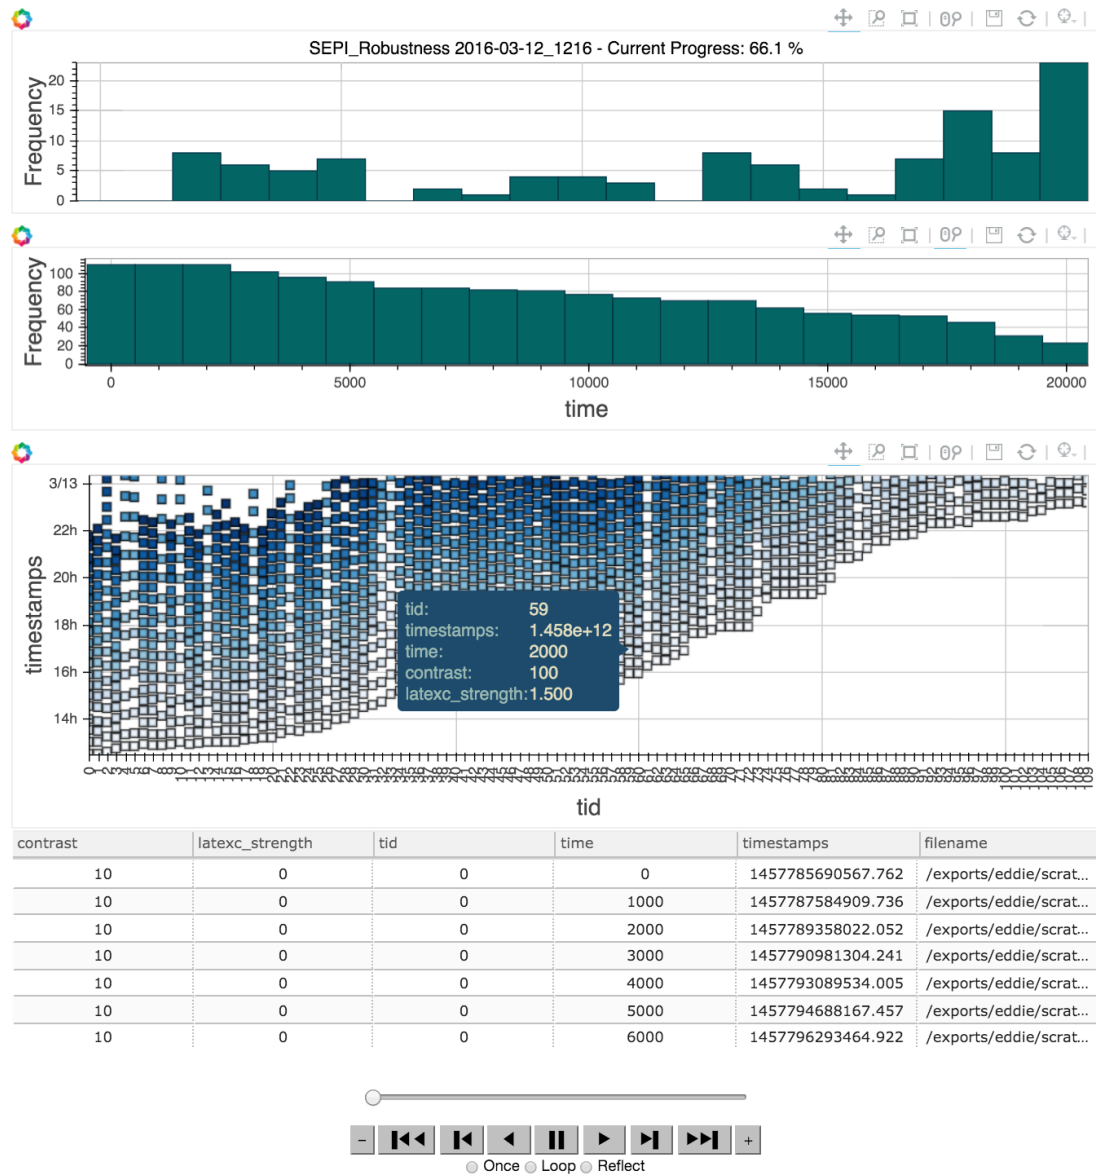 SEPI_Robustness 2016-03-12_1216 - Current Progress: 66.1 %
Frequency
20
15
10
5
0
Frequency
100
80
60
40
20
0
0 5000 10000 15000 20000
time
timestamps
3/13
22h
20h
18h
16h
14h
tid: 59
timestamps: 1.458e+12
time: 2000
contrast: 100
latexc_strength: 1.500
tid
contrast latexc_strength tid time timestamps filename
10 0 0 0 1457785690567.762 /exports/eddie/scrat...
10 0 0 1000 1457787584909.736 /exports/eddie/scrat...
10 0 0 2000 1457789358022.052 /exports/eddie/scrat...
10 0 0 3000 1457790981304.241 /exports/eddie/scrat...
10 0 0 4000 1457793089534.005 /exports/eddie/scrat...
10 0 0 5000 1457794688167.457 /exports/eddie/scrat...
10 0 0 6000 1457796293464.922 /exports/eddie/scrat...
- +
Once Loop Reflect